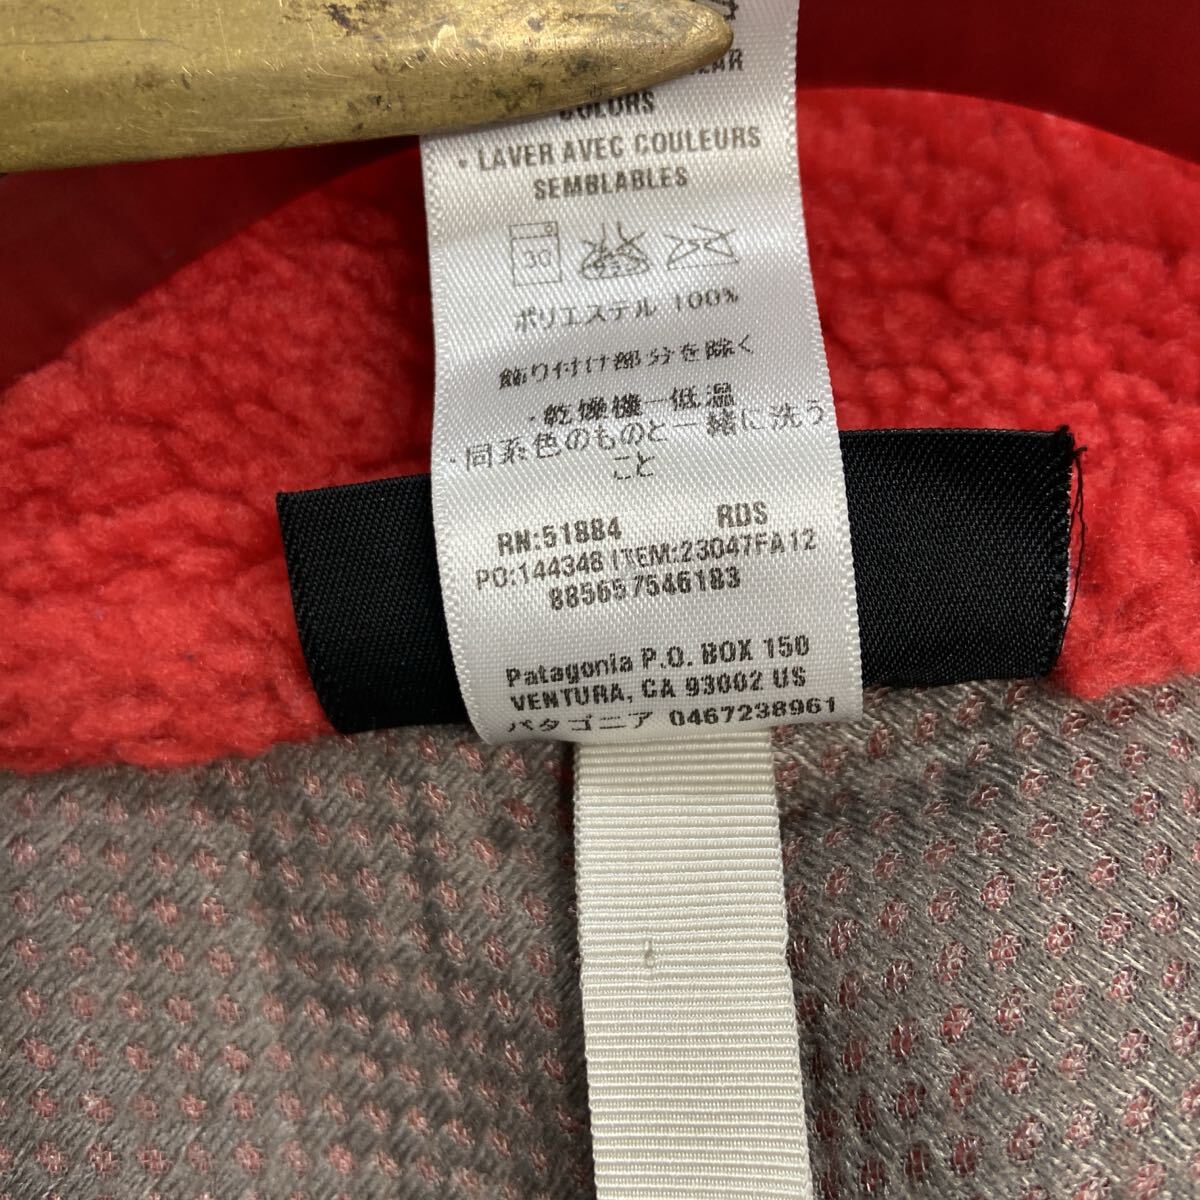 COLORS
• LAVER AVEC COULEURS
SEMBLABLES
30
ポリエステル 100%
飾り付け部分を除く
・乾燥機ー低温
・同系色のものと一緒に洗う
こと
RN:51884 RDS
PO:144348 ITEM:23047FA12
885657546183
Patagonia P.O. BOX 150
VENTURA, CA 93002 US
パタゴニア 0467238961